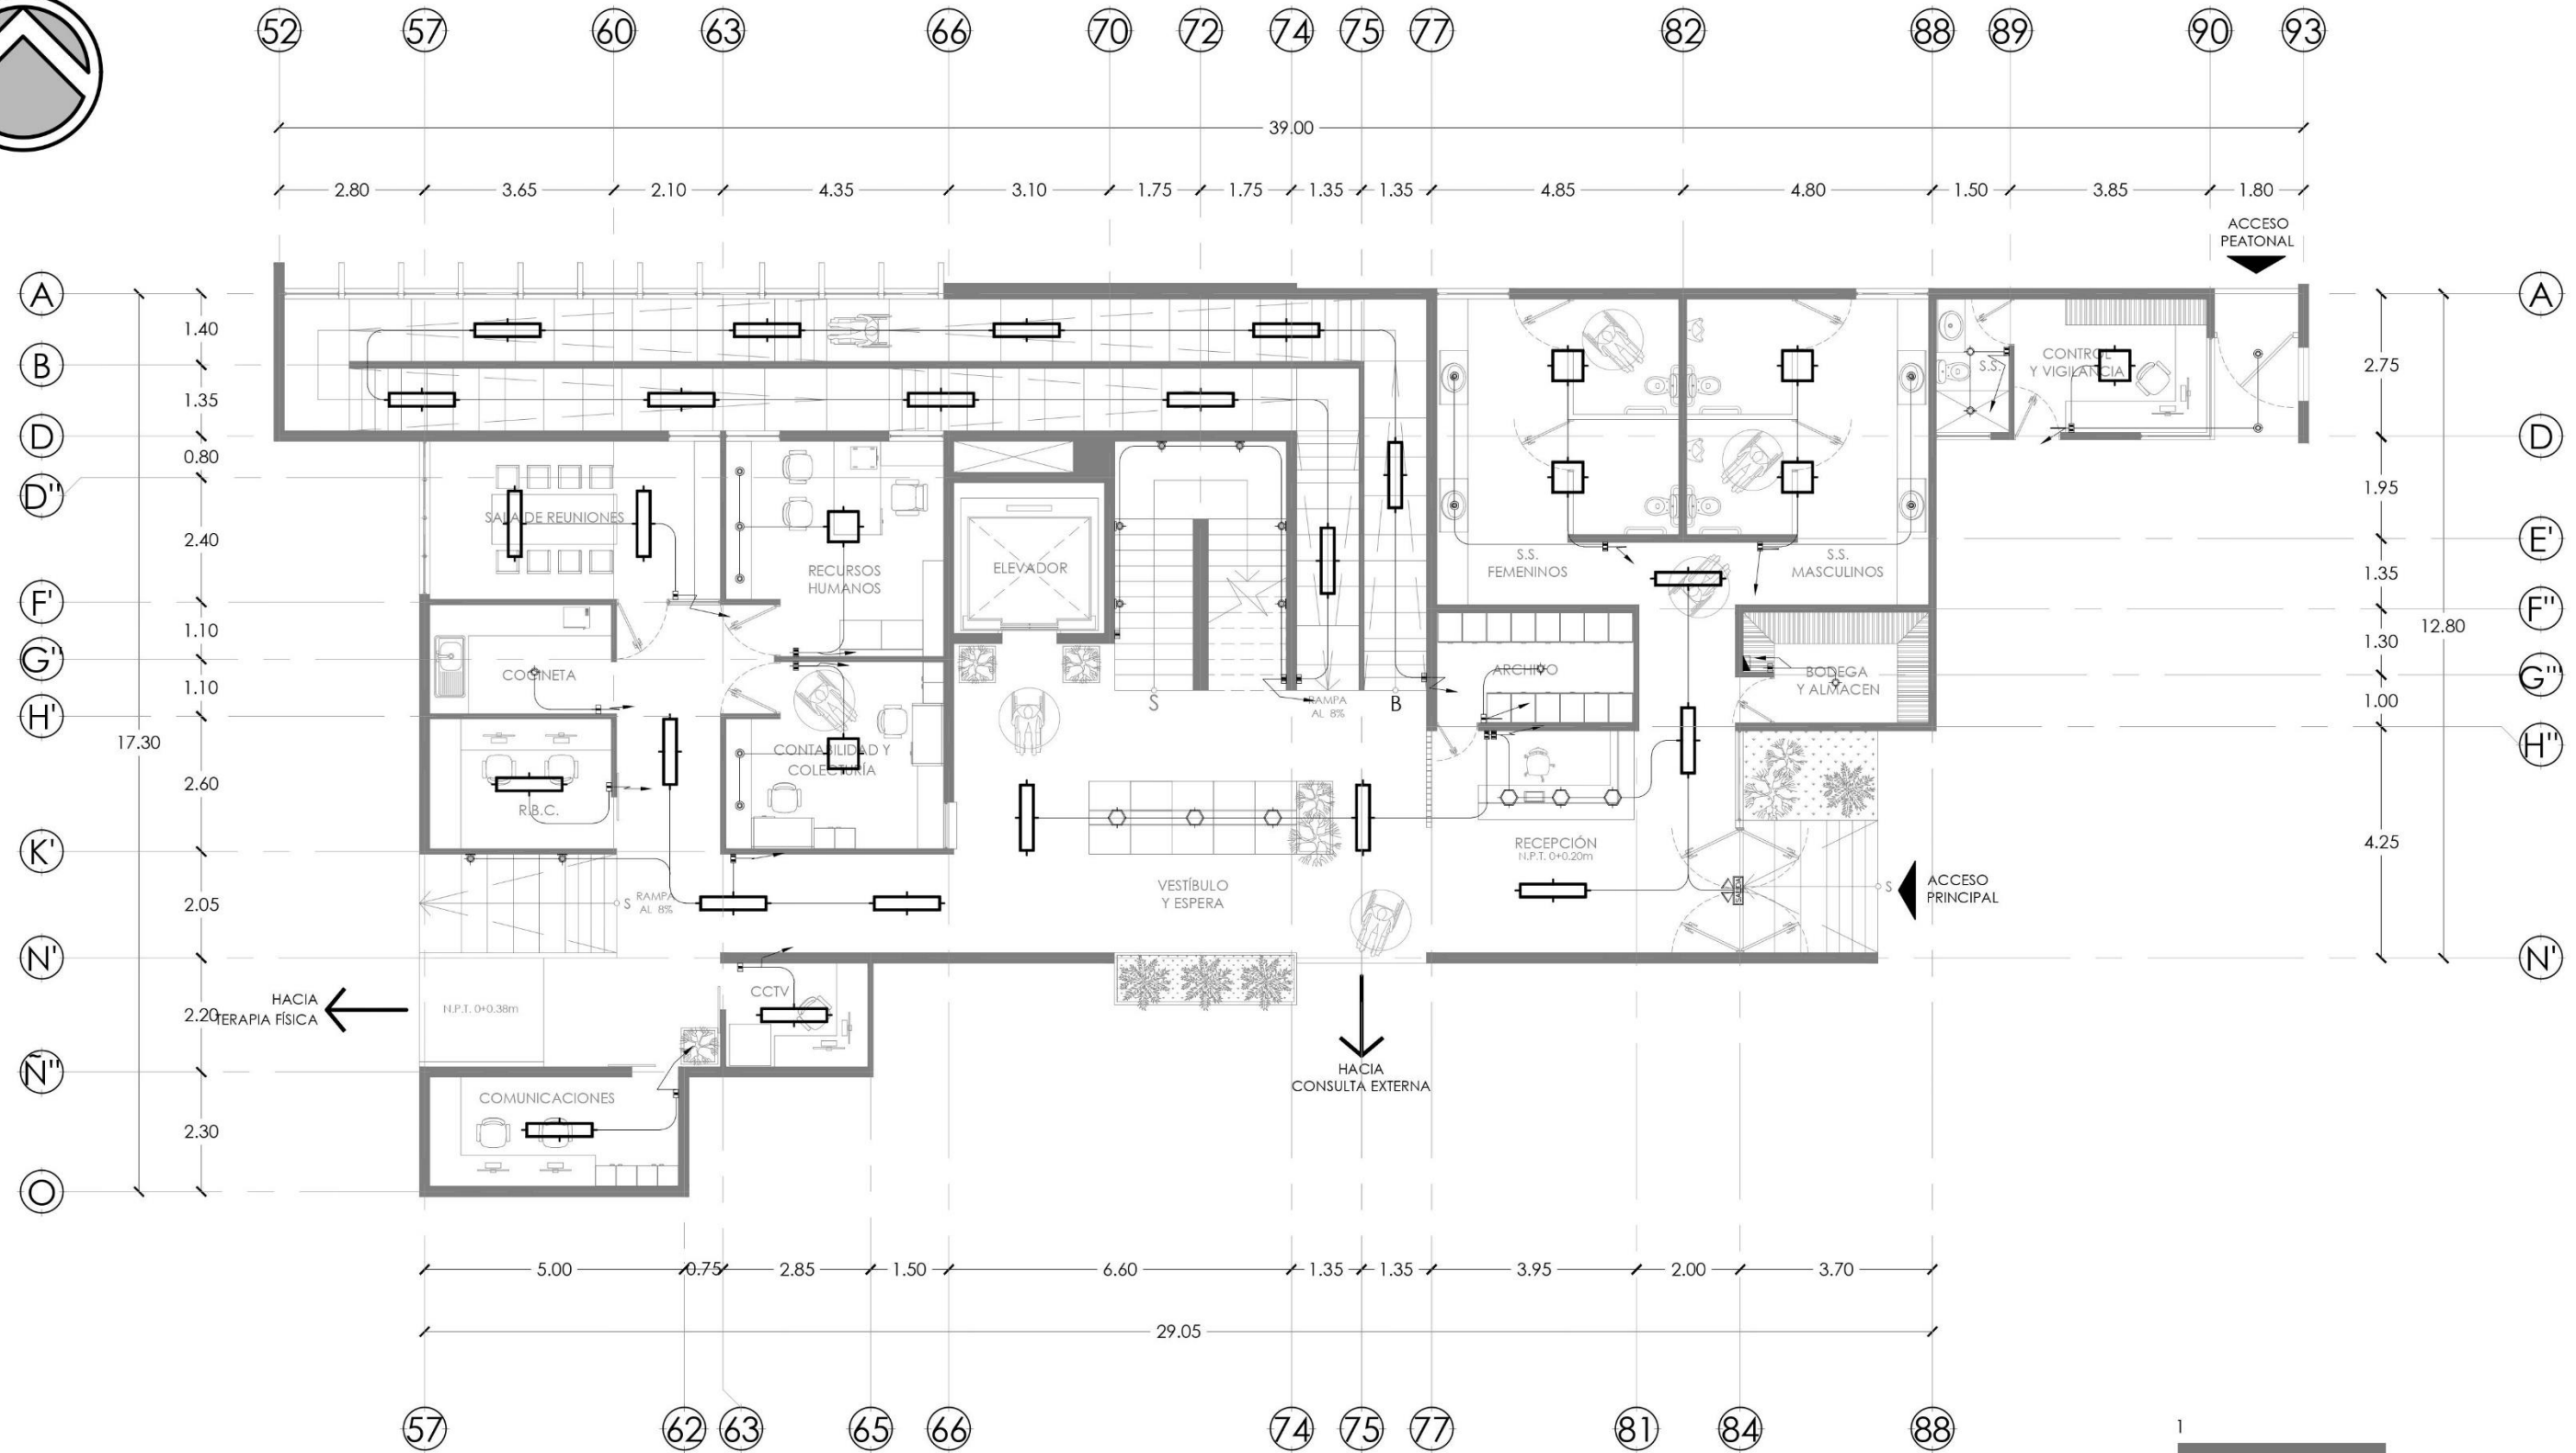 52 57 60 63 66 70 72 74 75 77 82 88 89 90 93
39.00
2.80 3.65 2.10 4.35 3.10 1.75 1.75 1.35 1.35 4.85 4.80 1.50 3.85 1.80
ACCESO
PEATONAL
A
B
D
D''
F'
G''
H'
K'
N'
Ñ''
O
1.40
1.35
0.80
2.40
1.10
1.10
2.60
2.05
2.20
2.30
17.30
A
D
E'
F''
G'''
H''
N'
2.75
1.95
1.35
1.30
1.00
4.25
12.80
CONTROL
Y VIGILANCIA
S.S.
SALA DE REUNIONES
RECURSOS
HUMANOS
ELEVADOR
S.S.
FEMENINOS
S.S.
MASCULINOS
COCINETA
ARCHIVO
BODEGA
Y ALMACEN
S
RAMPA
AL 8%
B
CONTABILIDAD Y
COLECTURÍA
R.B.C.
RECEPCIÓN
N.P.T. 0+0.20m
VESTÍBULO
Y ESPERA
S
RAMPA
AL 8%
SALIDA
S
ACCESO
PRINCIPAL
HACIA
TERAPIA FÍSICA
N.P.T. 0+0.38m
CCTV
HACIA
CONSULTA EXTERNA
COMUNICACIONES
5.00 0.75 2.85 1.50 6.60 1.35 1.35 3.95 2.00 3.70
29.05
57 62 63 65 66 74 75 77 81 84 88
1